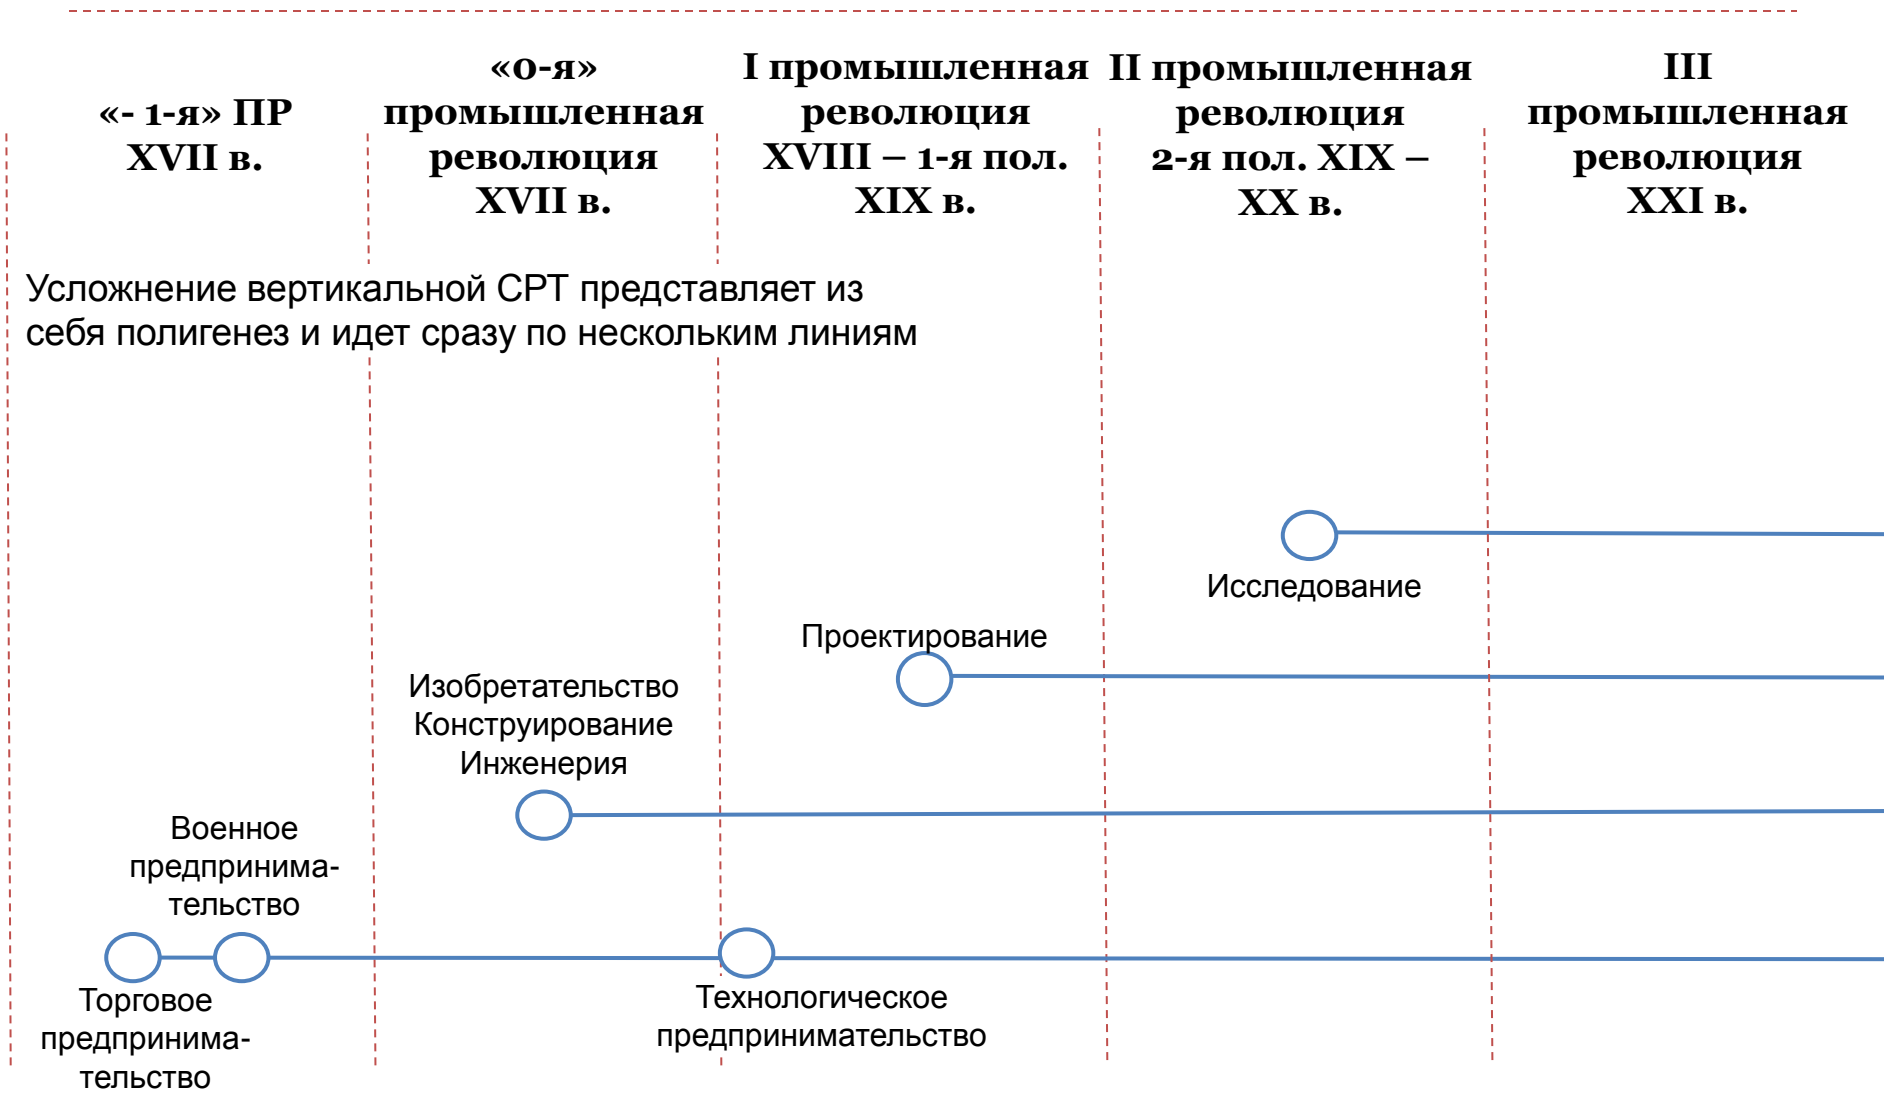 «- 1-я» ПР
XVII в.
«0-я»
промышленная
революция
XVII в.
I промышленная
революция
XVIII – 1-я пол.
XIX в.
II промышленная
революция
2-я пол. XIX –
XX в.
III
промышленная
революция
XXI в.
Усложнение вертикальной СРТ представляет из
себя полигенез и идет сразу по нескольким линиям
Исследование
Проектирование
Изобретательство
Конструирование
Инженерия
Военное
предпринима-
тельство
Торговое
предпринима-
тельство
Технологическое
предпринимательство